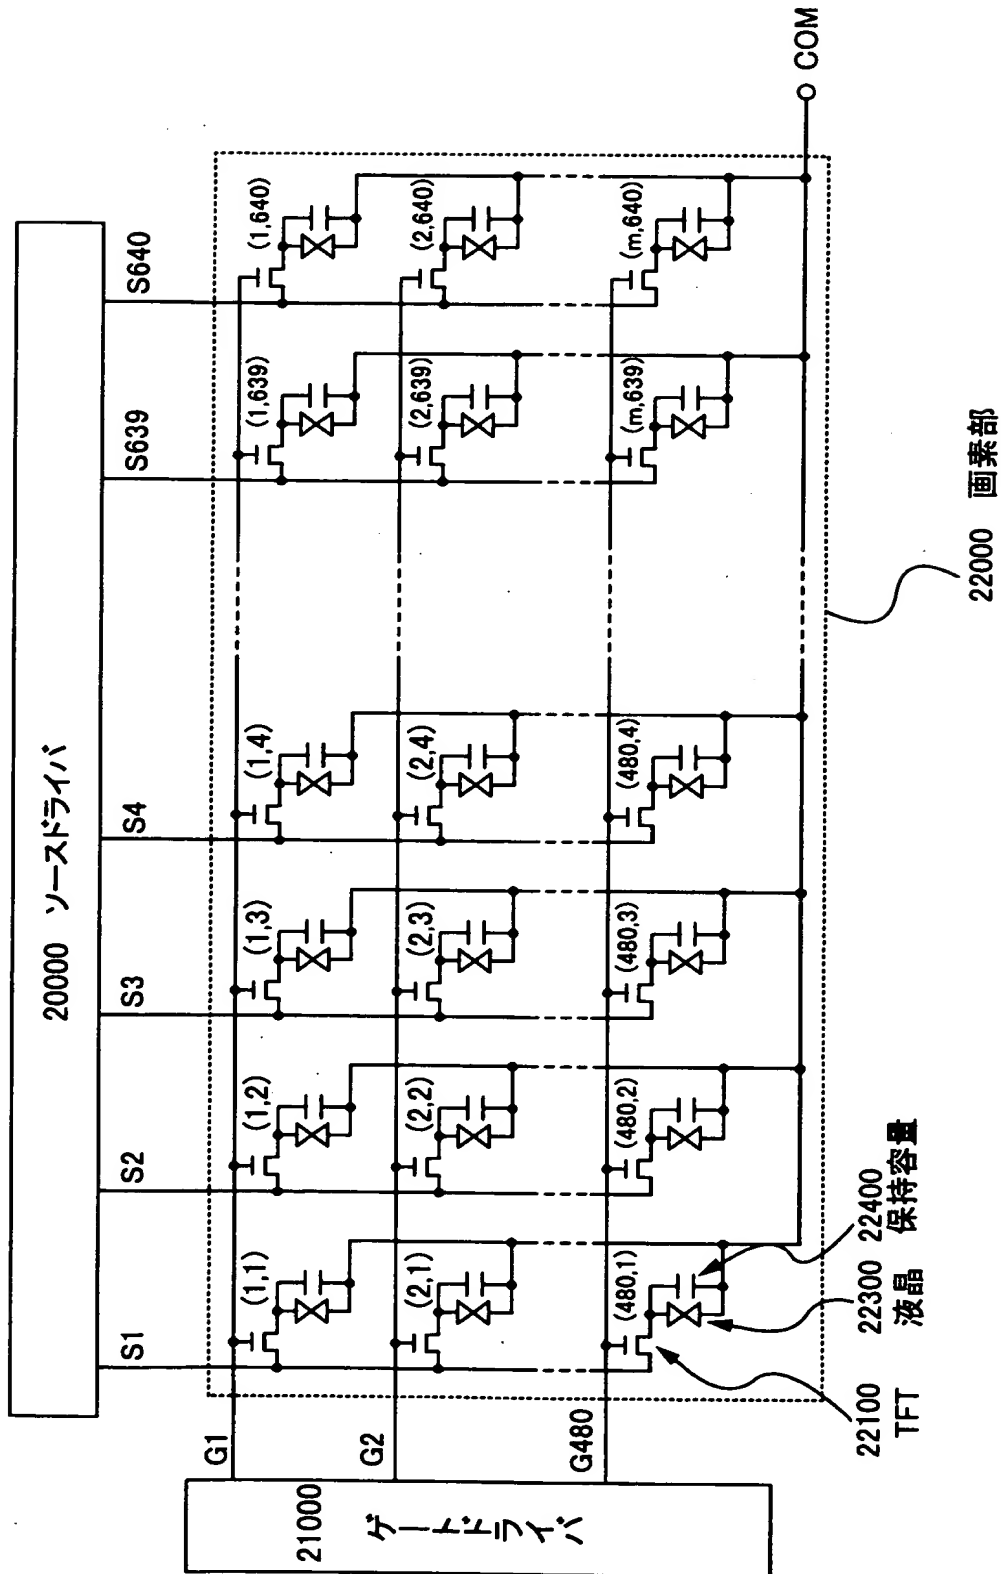 20000 ソースドライバ
S1
S2
S3
S4
S639
S640
21000
ゲートドライバ
G1
(1,1)
(1,2)
(1,3)
(1,4)
(1,639)
(1,640)
G2
(2,1)
(2,2)
(2,3)
(2,4)
(2,639)
(2,640)
G480
(480,1)
(480,2)
(480,3)
(480,4)
(m,639)
(m,640)
COM
22100
TFT
22300
液晶
22400
保持容量
22000 画素部